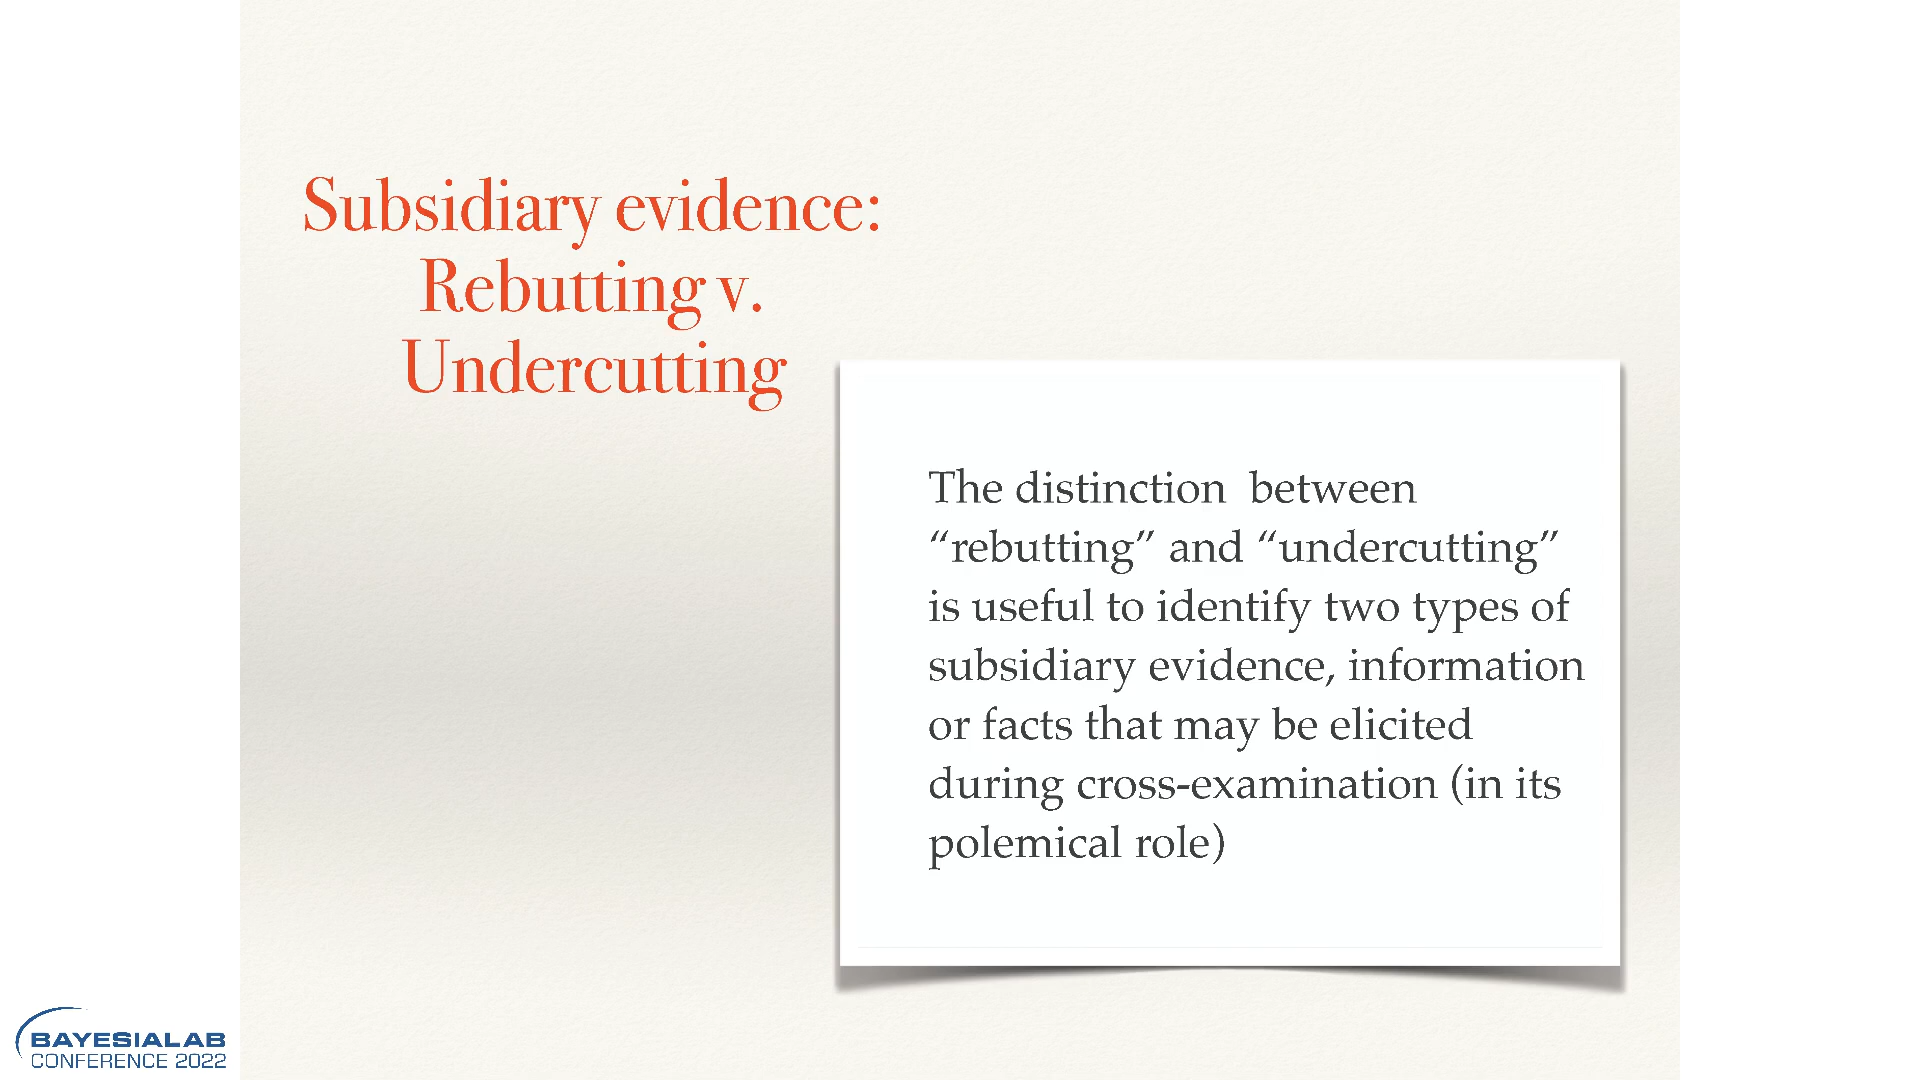 Subsidiary evidence:
Rebutting v.
Undercutting
The distinction  between
“rebutting” and “undercutting”
is useful to identify two types of
subsidiary evidence, information
or facts that may be elicited
during cross-examination (in its
polemical role)
BAYESIALAB
CONFERENCE 2022